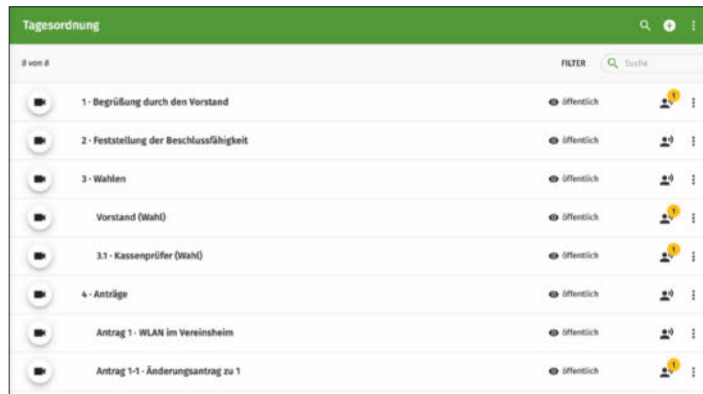 Tagesordnung
8 von 8 FILTER Suche
1 · Begrüßung durch den Vorstand öffentlich 1
2 · Feststellung der Beschlussfähigkeit öffentlich
3 · Wahlen öffentlich
Vorstand (Wahl) öffentlich 1
3.1 · Kassenprüfer (Wahl) öffentlich 1
4 · Anträge öffentlich
Antrag 1 · WLAN im Vereinsheim öffentlich
Antrag 1-1 · Änderungsantrag zu 1 öffentlich 1